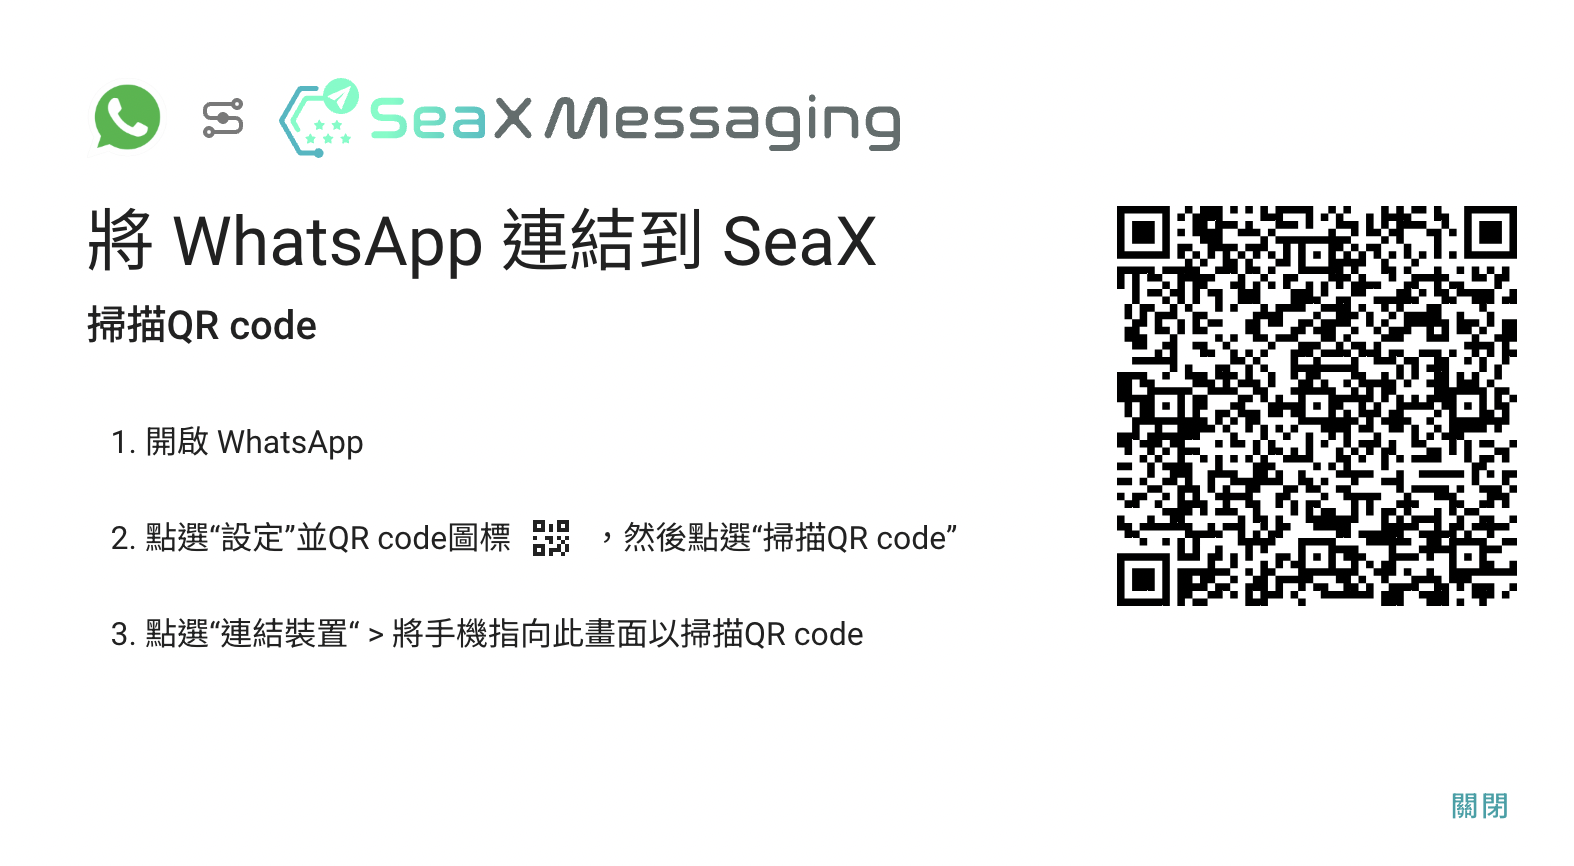 SeaX Messaging
將 WhatsApp 連結到 SeaX
掃描QR code
1. 開啟 WhatsApp
2. 點選“設定”並QR code圖標 ，然後點選“掃描QR code”
3. 點選“連結裝置“ > 將手機指向此畫面以掃描QR code
關閉